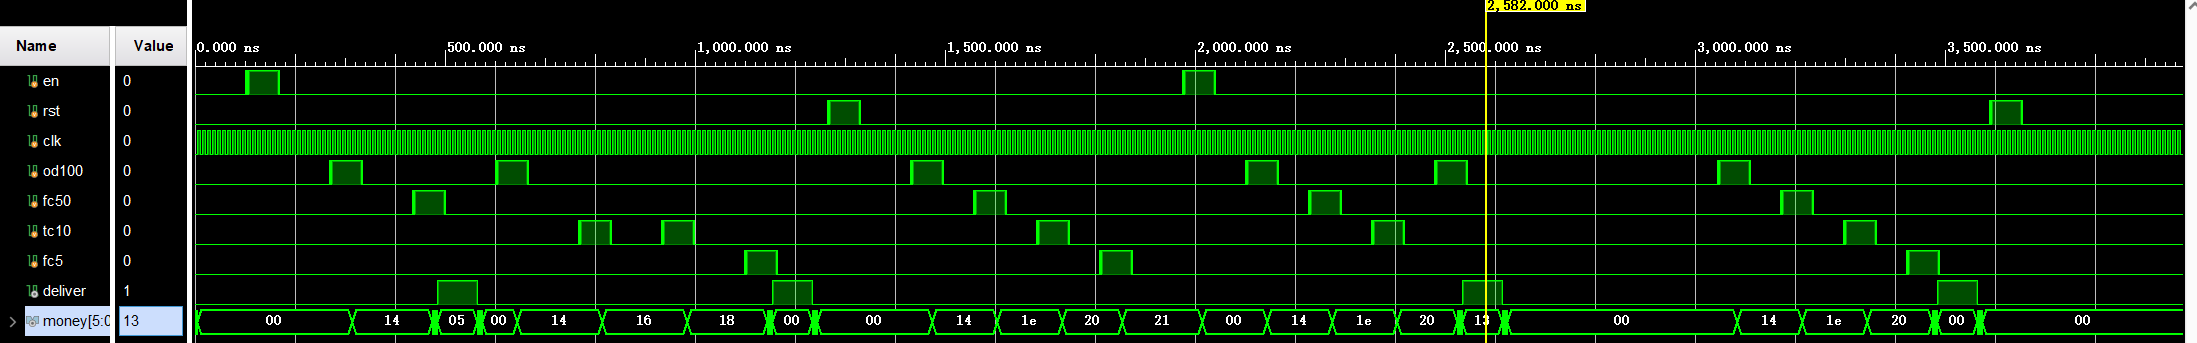 2,582.000 ns
Name Value
0.000 ns 500.000 ns 1,000.000 ns 1,500.000 ns 2,000.000 ns 2,500.000 ns 3,000.000 ns 3,500.000 ns
en 0
rst 0
clk 0
od100 0
fc50 0
tc10 0
fc5 0
deliver 1
money[5:0 13 00 14 05 00 14 16 18 00 00 14 1e 20 21 00 14 1e 20 13 00 14 1e 20 00 00